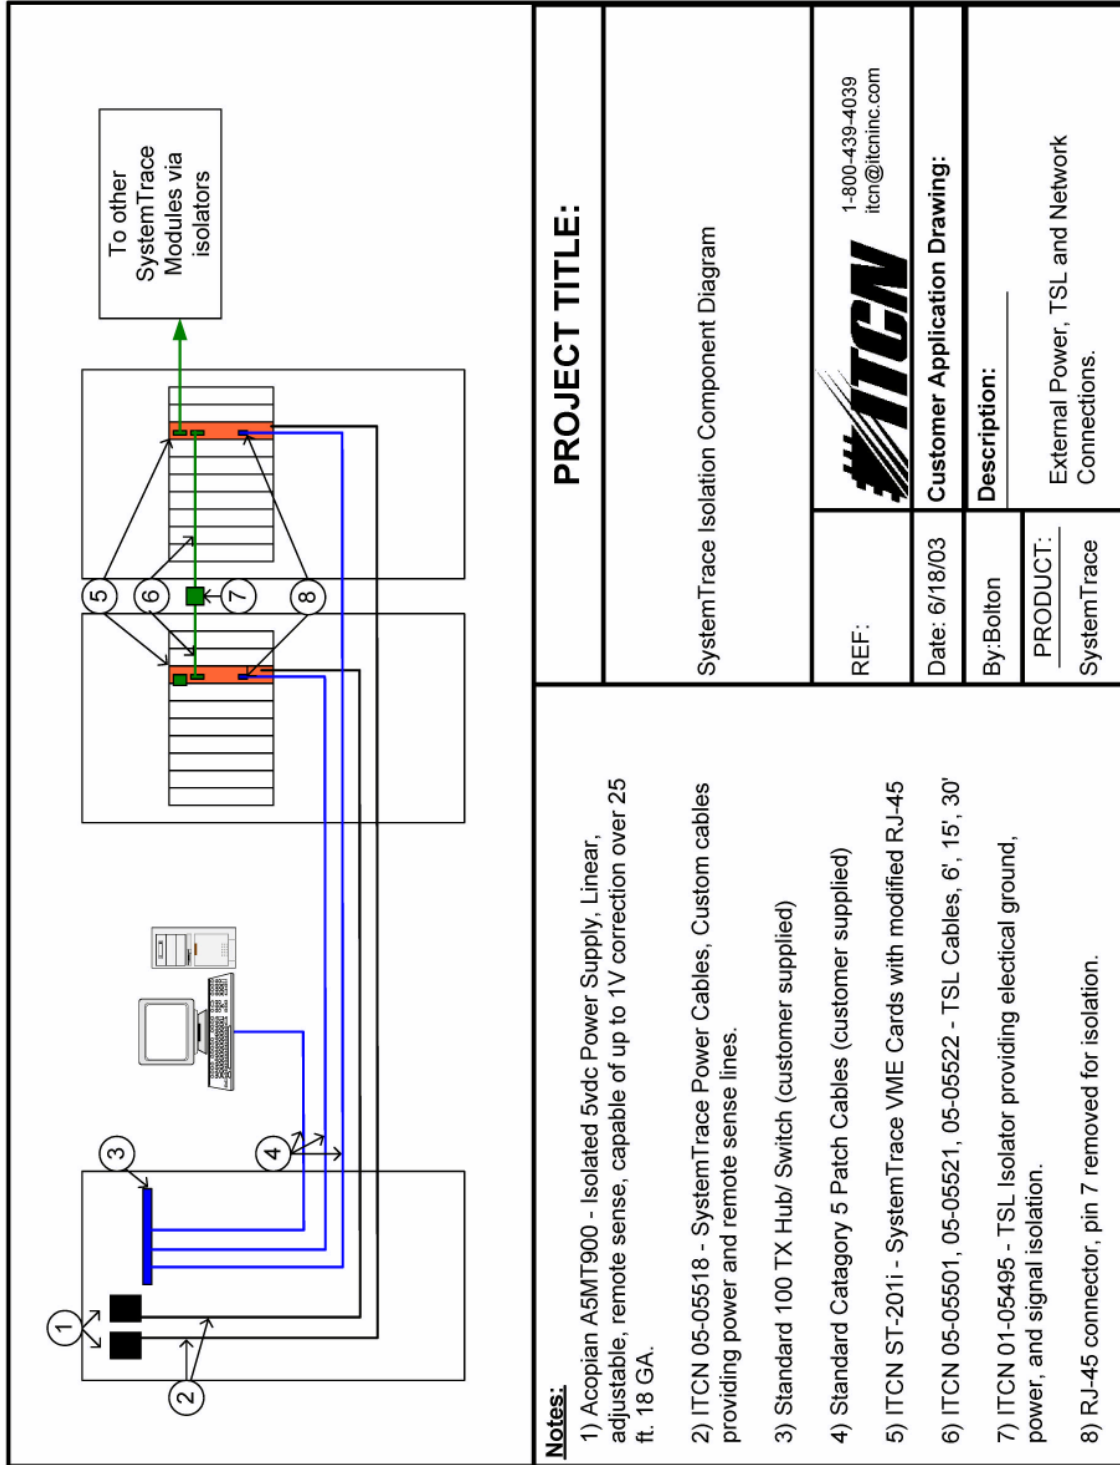 1
2
3
4
5
6
7
8
To other
SystemTrace
Modules via
isolators
Notes:
1) Acopian A5MT900 - Isolated 5vdc Power Supply, Linear,
adjustable, remote sense, capable of up to 1V correction over 25
ft. 18 GA.
2) ITCN 05-05518 - SystemTrace Power Cables, Custom cables
providing power and remote sense lines.
3) Standard 100 TX Hub/ Switch (customer supplied)
4) Standard Catagory 5 Patch Cables (customer supplied)
5) ITCN ST-201i - SystemTrace VME Cards with modified RJ-45
6) ITCN 05-05501, 05-05521, 05-05522 - TSL Cables, 6', 15', 30'
7) ITCN 01-05495 - TSL Isolator providing electical ground,
power, and signal isolation.
8) RJ-45 connector, pin 7 removed for isolation.
PROJECT TITLE:
SystemTrace Isolation Component Diagram
REF:
ITCN
1-800-439-4039
itcn@itcninc.com
Date: 6/18/03
Customer Application Drawing:
By:Bolton
Description:
PRODUCT:
SystemTrace
External Power, TSL and Network
Connections.